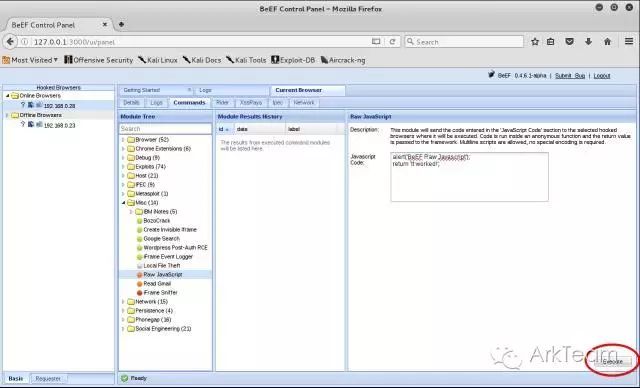 BeEF Control Panel - Mozilla Firefox
BeEF Control Panel
127.0.0.1:3000/ui/panel
Search
Most Visited
Offensive Security
Kali Linux
Kali Docs
Kali Tools
Exploit-DB
Aircrack-ng
BeEF 0.4.6.1-alpha | Submit Bug | Logout
Hooked Browsers
Online Browsers
192.168.0.28
Offline Browsers
192.168.0.23
Basic
Requester
Getting Started
Logs
Current Browser
Details
Logs
Commands
Rider
XssRays
Ipec
Network
Module Tree
Search
Browser (52)
Chrome Extensions (6)
Debug (9)
Exploits (74)
Host (21)
IPEC (9)
Metasploit (1)
Misc (14)
IBM iNotes (5)
BozoCrack
Create Invisible Iframe
Google Search
Wordpress Post-Auth RCE
iFrame Event Logger
Local File Theft
Raw JavaScript
Read Gmail
iFrame Sniffer
Network (15)
Persistence (4)
Phonegap (16)
Social Engineering (21)
Module Results History
id
date
label
The results from executed command modules
will be listed here.
Raw JavaScript
Description:
This module will send the code entered in the 'JavaScript Code' section to the selected hooked
browsers where it will be executed. Code is run inside an anonymous function and the return value
is passed to the framework. Multiline scripts are allowed, no special encoding is required.
Javascript
Code:
alert('BeEF Raw Javascript');
return 'It worked!';
Execute
ArkTeam
Ready